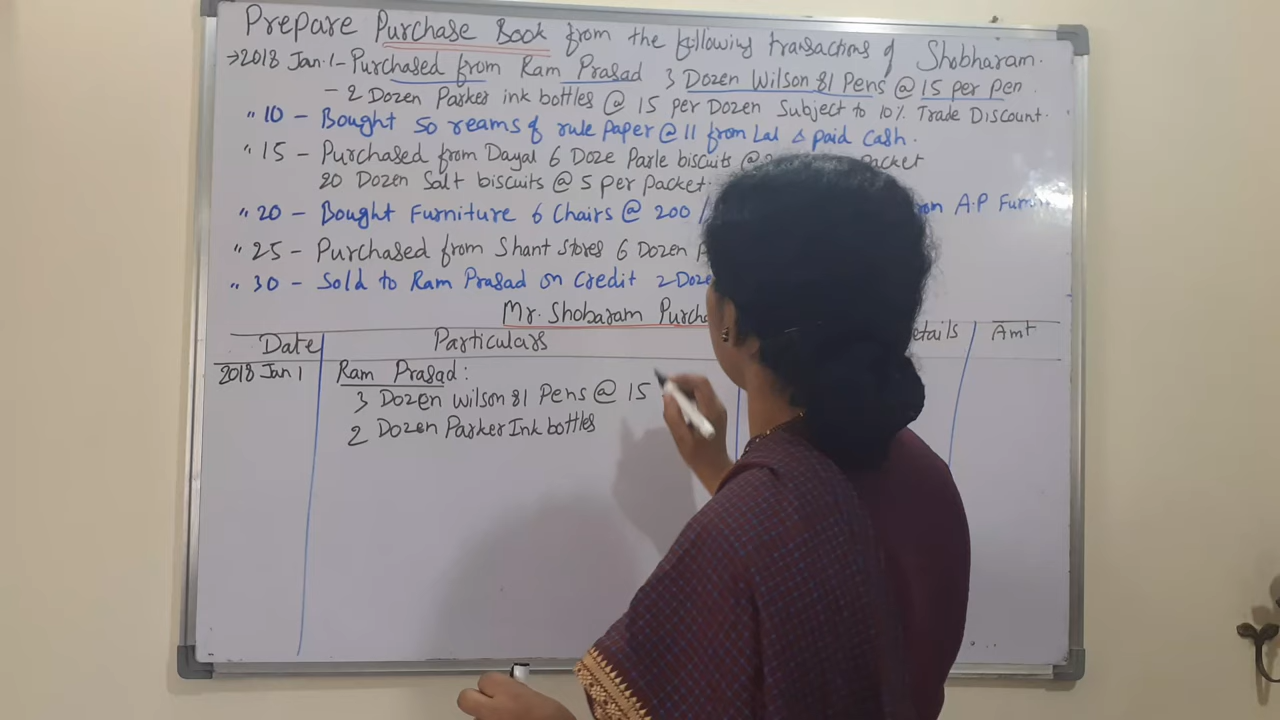 Prepare Purchase Book from the following transactions of Shobharam.
→2018 Jan.1 - Purchased from Ram Prasad 3 Dozen Wilson 81 Pens @ 15 per pen.
- 2 Dozen Parker ink bottles @ 15 per Dozen Subject to 10% Trade Discount.
" 10 - Bought 50 reams of rule paper @ 11 from Lal & paid cash.
" 15 - Purchased from Dayal 6 Doze Parle biscuits @ Packet
20 Dozen Salt biscuits @ 5 per Packet.
" 20 - Bought Furniture 6 Chairs @ 200 A.P
" 25 - Purchased from Shant Stores 6 Dozen
" 30 - Sold to Ram Prasad on Credit 2
Mr. Shobaram
Date Particulars Amt
2018 Jan 1 Ram Prasad:
3 Dozen Wilson 81 Pens @ 15
2 Dozen Parker Ink bottles